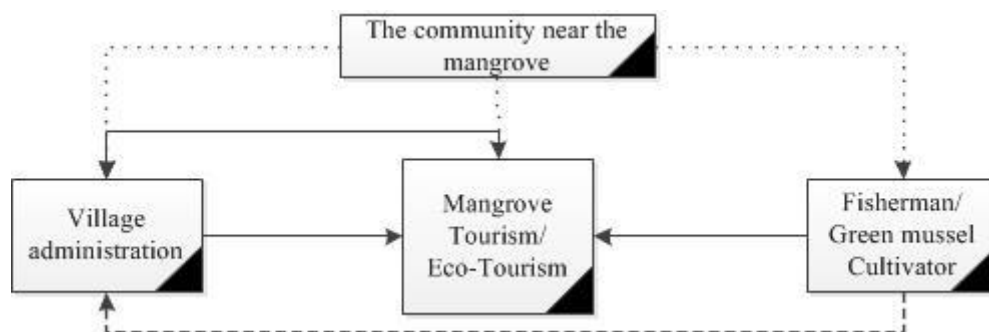 The community near the
mangrove
Village
administration
Mangrove
Tourism/
Eco-Tourism
Fisherman/
Green mussel
Cultivator